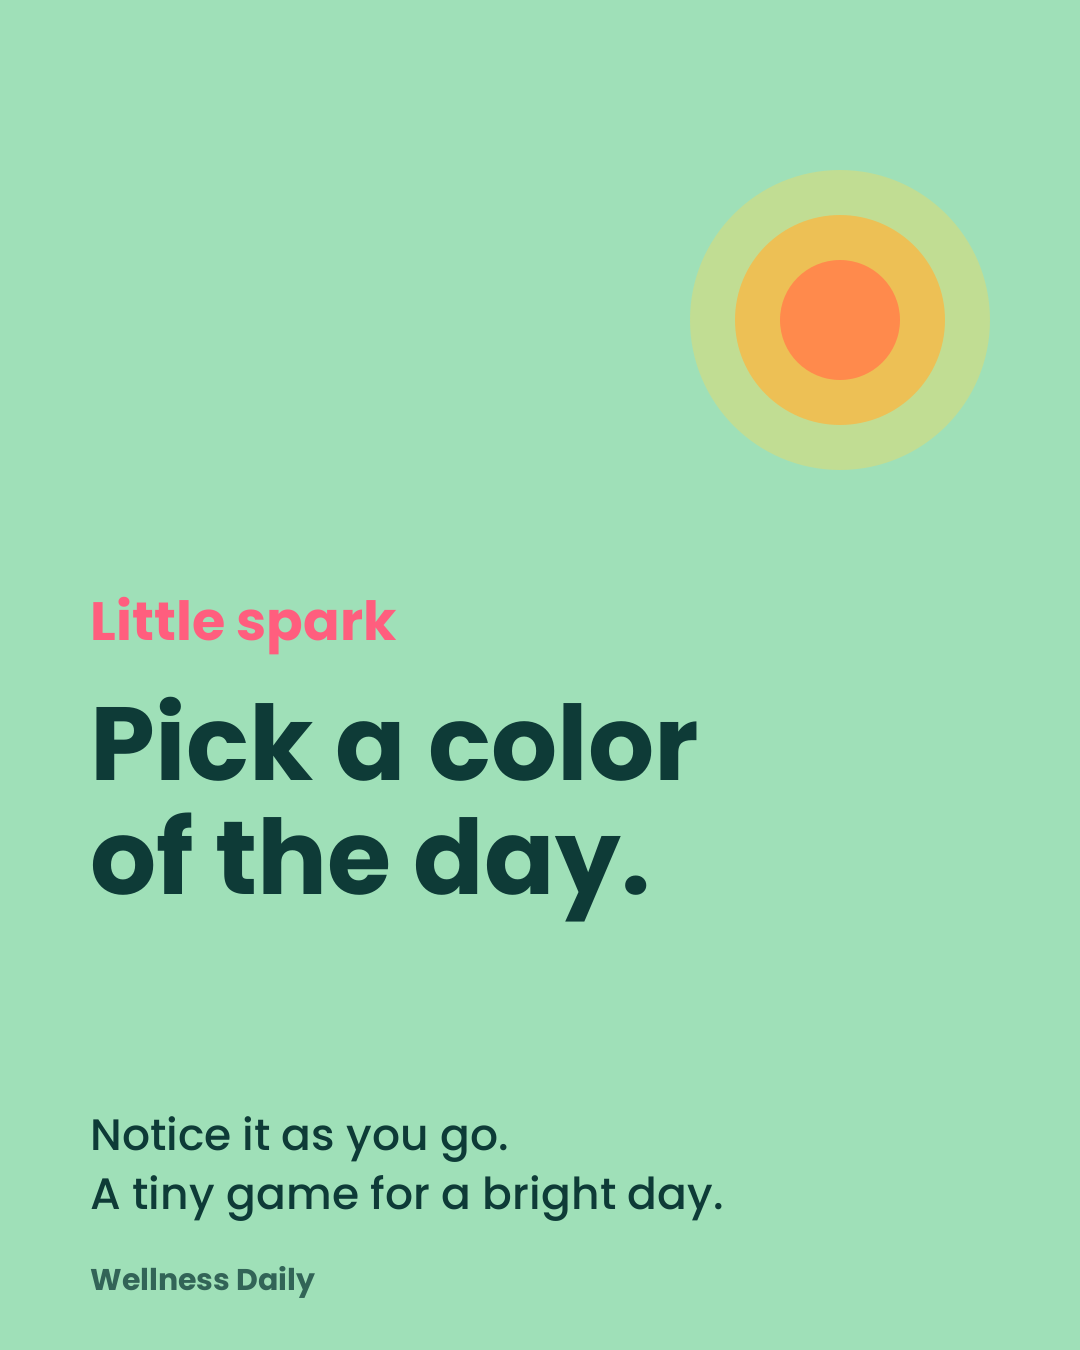 Little spark
Pick a color
of the day.
Notice it as you go.
A tiny game for a bright day.
Wellness Daily